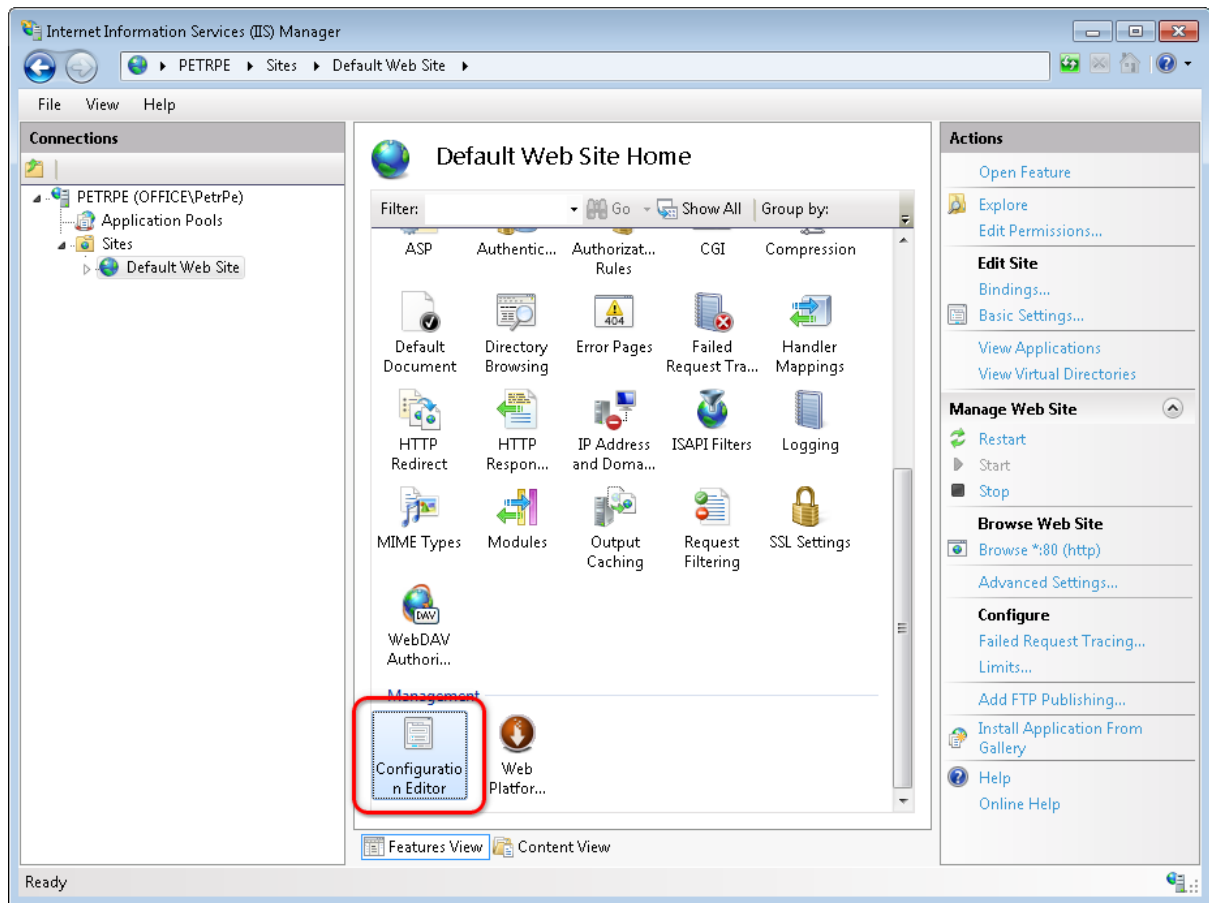 Internet Information Services (IIS) Manager
PETRPE Sites Default Web Site
File View Help
Connections
PETRPE (OFFICE\PetrPe)
Application Pools
Sites
Default Web Site
Default Web Site Home
Filter: Go Show All Group by:
ASP Authentic... Authorizat... CGI Compression
Rules
404
Default Directory Error Pages Failed Handler
Document Browsing Request Tra... Mappings
HTTP HTTP IP Address ISAPI Filters Logging
Redirect Respon... and Doma...
MIME Types Modules Output Request SSL Settings
Caching Filtering
DAV
WebDAV
Authori...
Management
Configuratio Web
n Editor Platfor...
Features View Content View
Actions
Open Feature
Explore
Edit Permissions...
Edit Site
Bindings...
Basic Settings...
View Applications
View Virtual Directories
Manage Web Site
Restart
Start
Stop
Browse Web Site
Browse *:80 (http)
Advanced Settings...
Configure
Failed Request Tracing...
Limits...
Add FTP Publishing...
Install Application From
Gallery
Help
Online Help
Ready